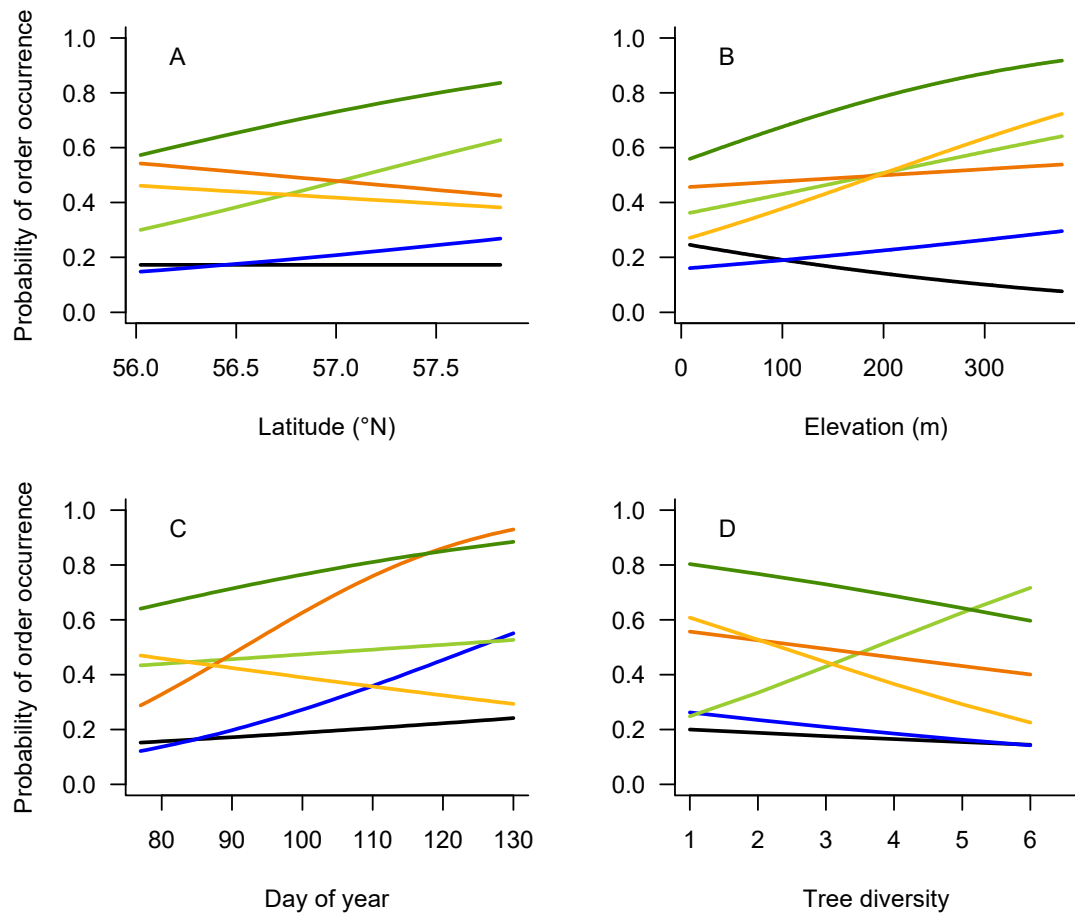 Probability of order occurrence
1.0
0.8
0.6
0.4
0.2
0.0
A
56.0 56.5 57.0 57.5
Latitude (°N)
1.0
0.8
0.6
0.4
0.2
0.0
B
0 100 200 300
Elevation (m)
Probability of order occurrence
1.0
0.8
0.6
0.4
0.2
0.0
C
80 90 100 110 120 130
Day of year
1.0
0.8
0.6
0.4
0.2
0.0
D
1 2 3 4 5 6
Tree diversity